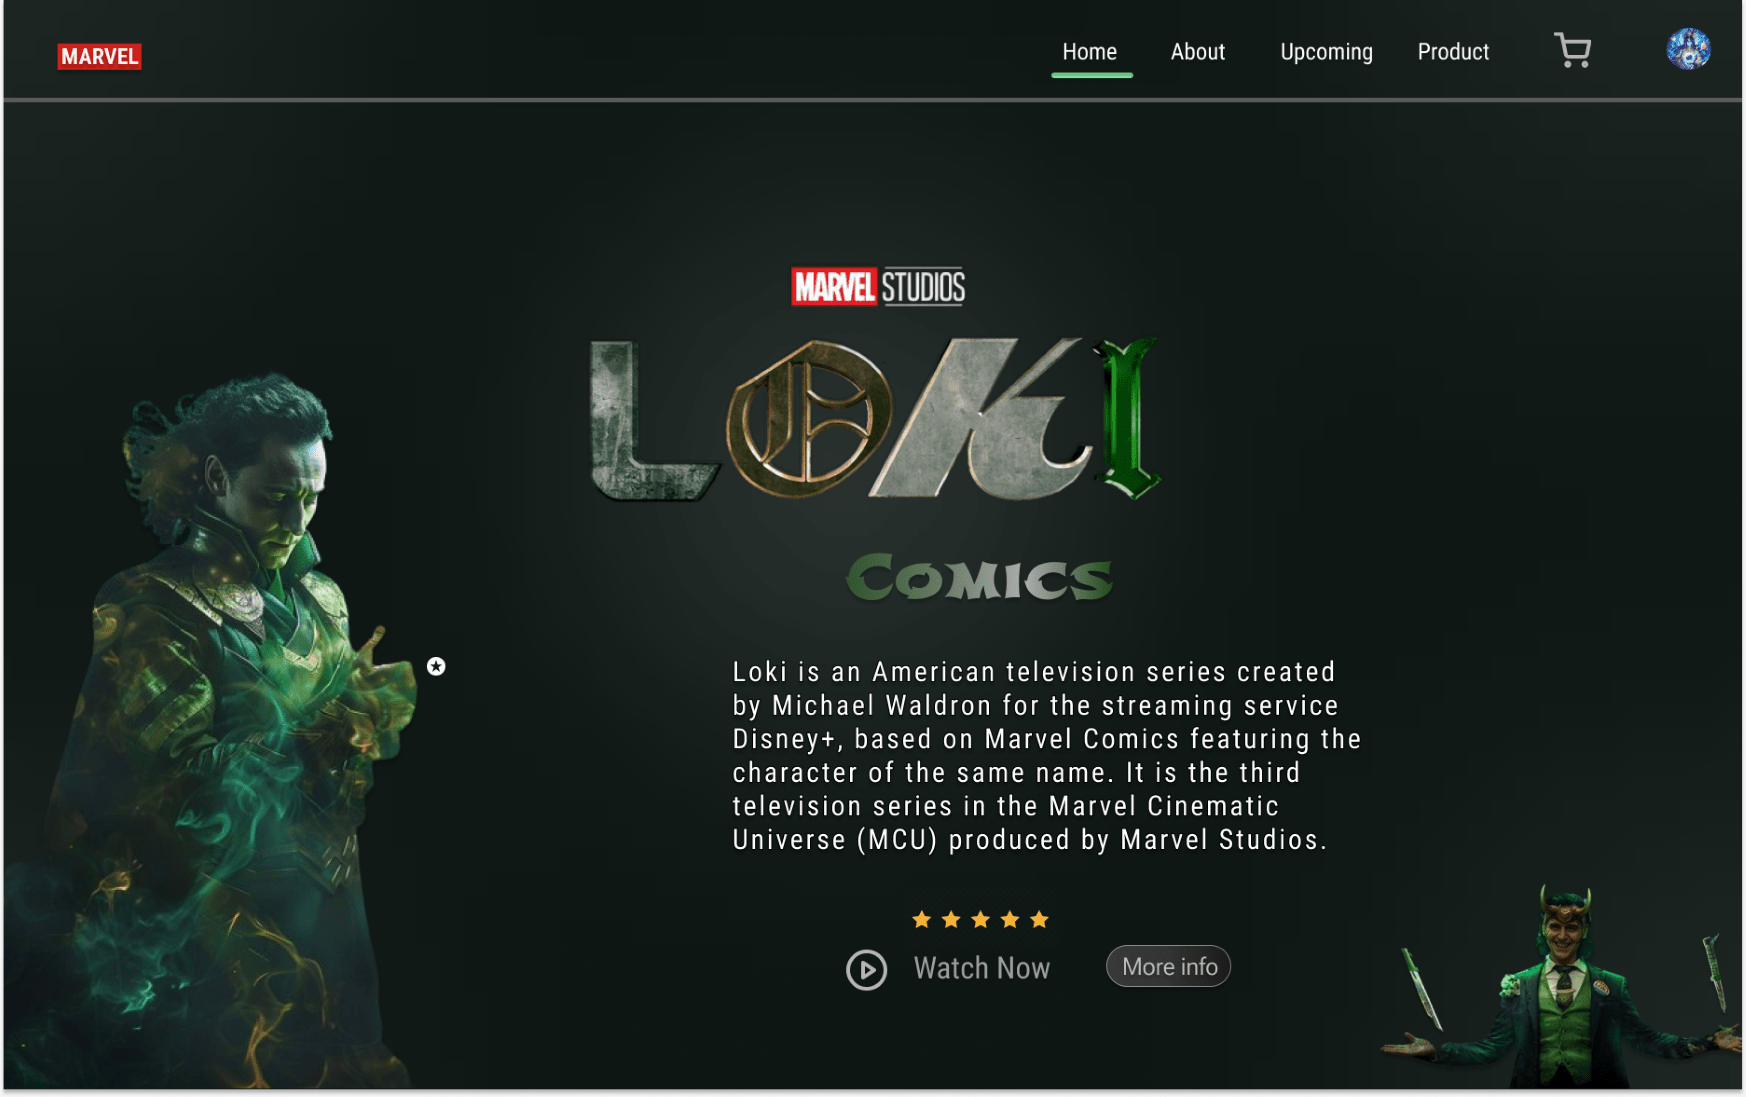 MARVEL
Home
About
Upcoming
Product
MARVEL STUDIOS
LOKI
COMICS
Loki is an American television series created
by Michael Waldron for the streaming service
Disney+, based on Marvel Comics featuring the
character of the same name. It is the third
television series in the Marvel Cinematic
Universe (MCU) produced by Marvel Studios.
Watch Now
More info